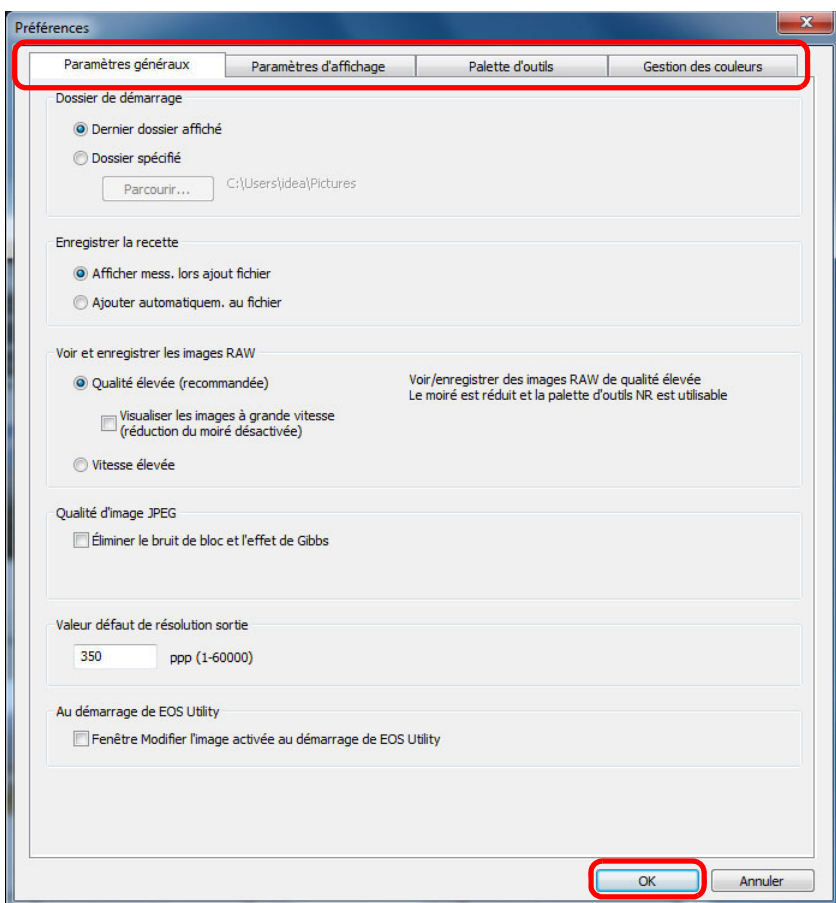 Préférences
Paramètres généraux
Paramètres d'affichage
Palette d'outils
Gestion des couleurs
Dossier de démarrage
Dernier dossier affiché
Dossier spécifié
Parcourir...
C:\Users\idea\Pictures
Enregistrer la recette
Afficher mess. lors ajout fichier
Ajouter automatiquem. au fichier
Voir et enregistrer les images RAW
Qualité élevée (recommandée)
Voir/enregistrer des images RAW de qualité élevée
Le moiré est réduit et la palette d'outils NR est utilisable
Visualiser les images à grande vitesse
(réduction du moiré désactivée)
Vitesse élevée
Qualité d'image JPEG
Éliminer le bruit de bloc et l'effet de Gibbs
Valeur défaut de résolution sortie
350 ppp (1-60000)
Au démarrage de EOS Utility
Fenêtre Modifier l'image activée au démarrage de EOS Utility
OK
Annuler